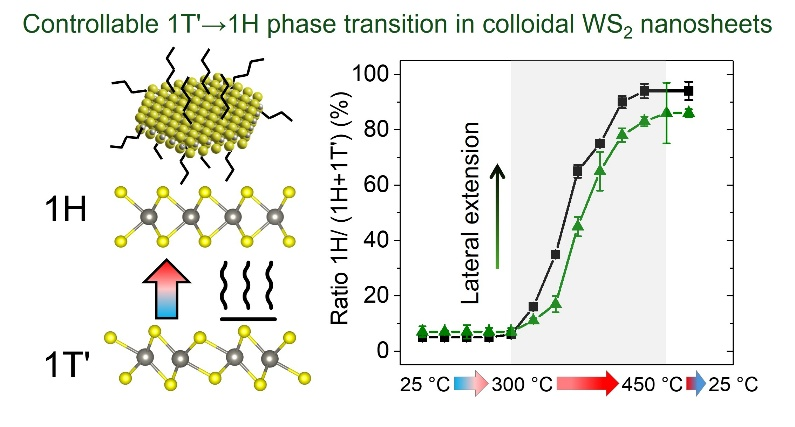 Controllable 1T'→1H phase transition in colloidal WS₂ nanosheets
1H
1T'
Ratio 1H/ (1H+1T') (%)
100
80
60
40
20
0
Lateral extension
25 °C 300 °C 450 °C 25 °C